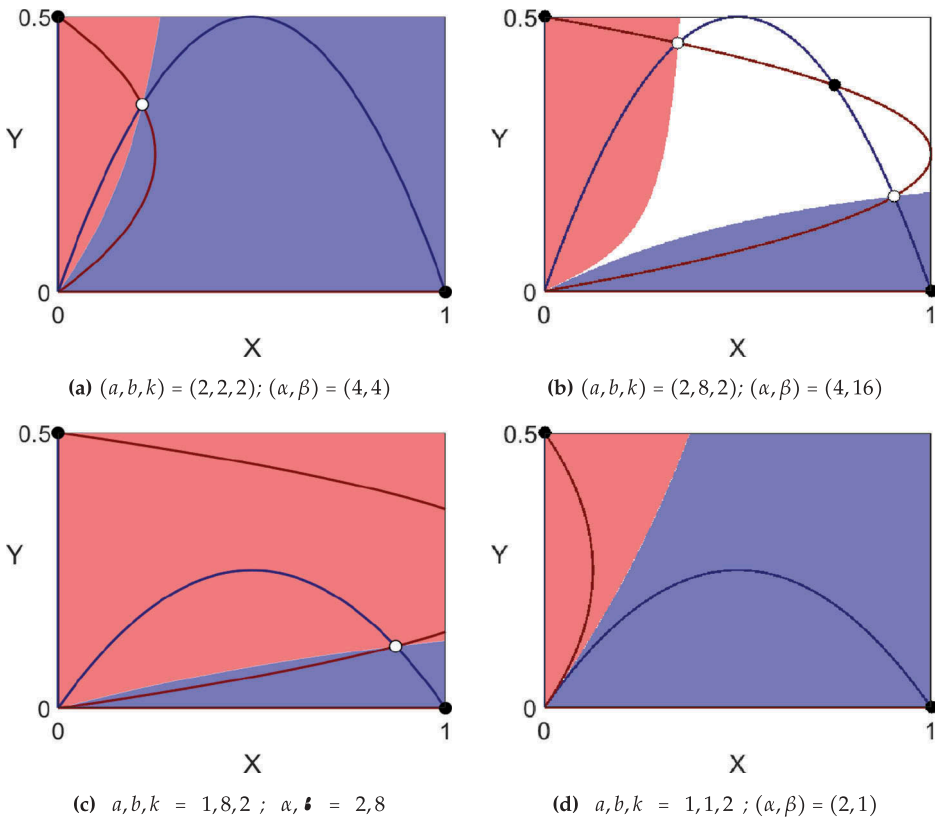 0.5 0.5
Y Y
0 0
0 1 0 1
X X
(a) (a,b,k) = (2,2,2); (α,β) = (4,4) (b) (a,b,k) = (2,8,2); (α,β) = (4,16)
0.5 0.5
Y Y
0 0
0 1 0 1
X X
(c) a,b,k = 1,8,2 ; α, = 2,8 (d) a,b,k = 1,1,2 ; (α,β) = (2,1)